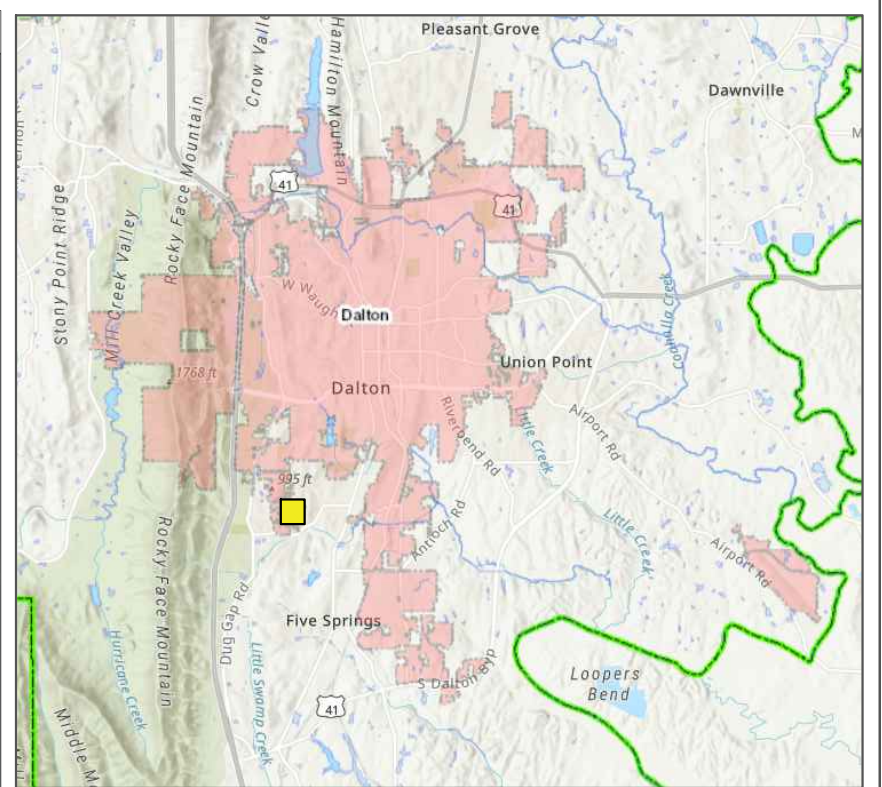 Pleasant Grove
Crow Valle
Hamilton Mountain
Dawnville
Rocky Face Mountain
41
41
Stony Point Ridge
Mill Creek Valley
W Waugh
Dalton
Coahulla Creek
Union Point
1768 ft
Dalton
Riverbend Rd
Airport Rd
ittle Creek
995 ft
Little Creek
Antioch Rd
Airport Rd
Rocky Face Mountain
Dug Gap Rd
Five Springs
Hurricane Creek
Little Swamp Creek
S Dalton Byp
Loopers
Bend
41
Middle M